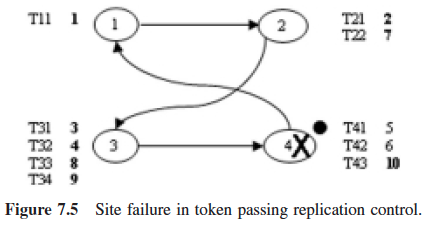 T11 1
1
2
T21 2
T22 7
T31 3
T32 4
T33 8
T34 9
3
4
X
T41 5
T42 6
T43 10
Figure 7.5 Site failure in token passing replication control.